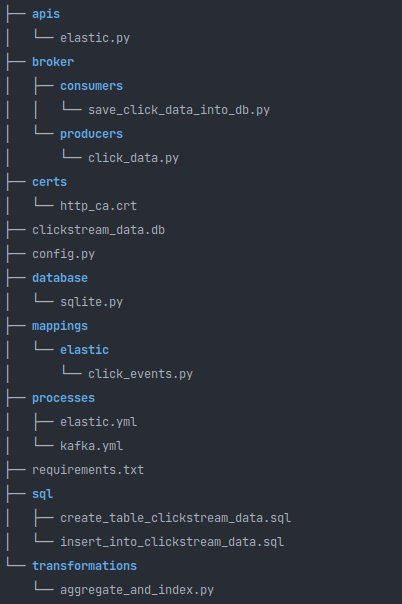 ├── apis
│   └── elastic.py
├── broker
│   ├── consumers
│   │   └── save_click_data_into_db.py
│   └── producers
│       └── click_data.py
├── certs
│   └── http_ca.crt
├── clickstream_data.db
├── config.py
├── database
│   └── sqlite.py
├── mappings
│   └── elastic
│       └── click_events.py
├── processes
│   ├── elastic.yml
│   └── kafka.yml
├── requirements.txt
├── sql
│   ├── create_table_clickstream_data.sql
│   └── insert_into_clickstream_data.sql
└── transformations
    └── aggregate_and_index.py